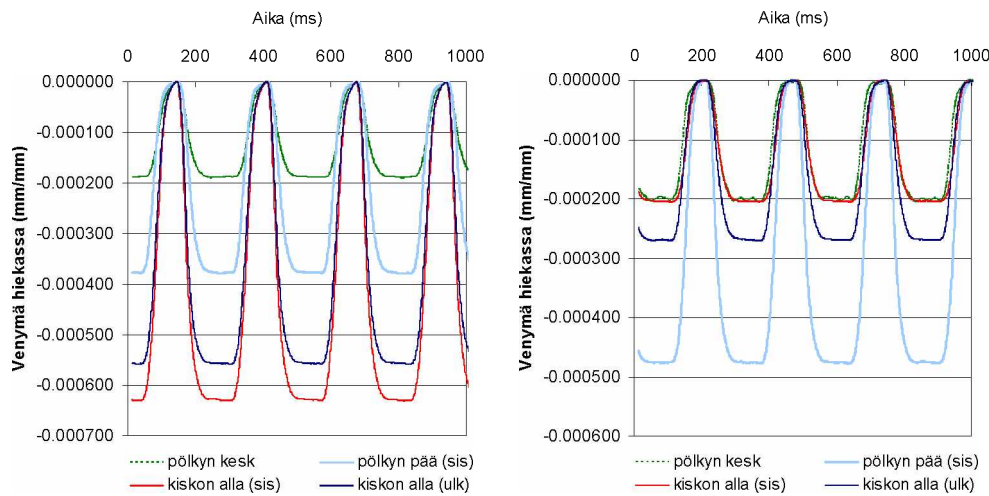 Aika (ms)
0 200 400 600 800 1000
Venymä hiekassa (mm/mm)
0.000000
-0.000100
-0.000200
-0.000300
-0.000400
-0.000500
-0.000600
-0.000700
pölkyn kesk pölkyn pää (sis)
kiskon alla (sis) kiskon alla (ulk)
Aika (ms)
0 200 400 600 800 1000
Venymä hiekassa (mm/mm)
0.000000
-0.000100
-0.000200
-0.000300
-0.000400
-0.000500
-0.000600
pölkyn kesk pölkyn pää (sis)
kiskon alla (sis) kiskon alla (ulk)